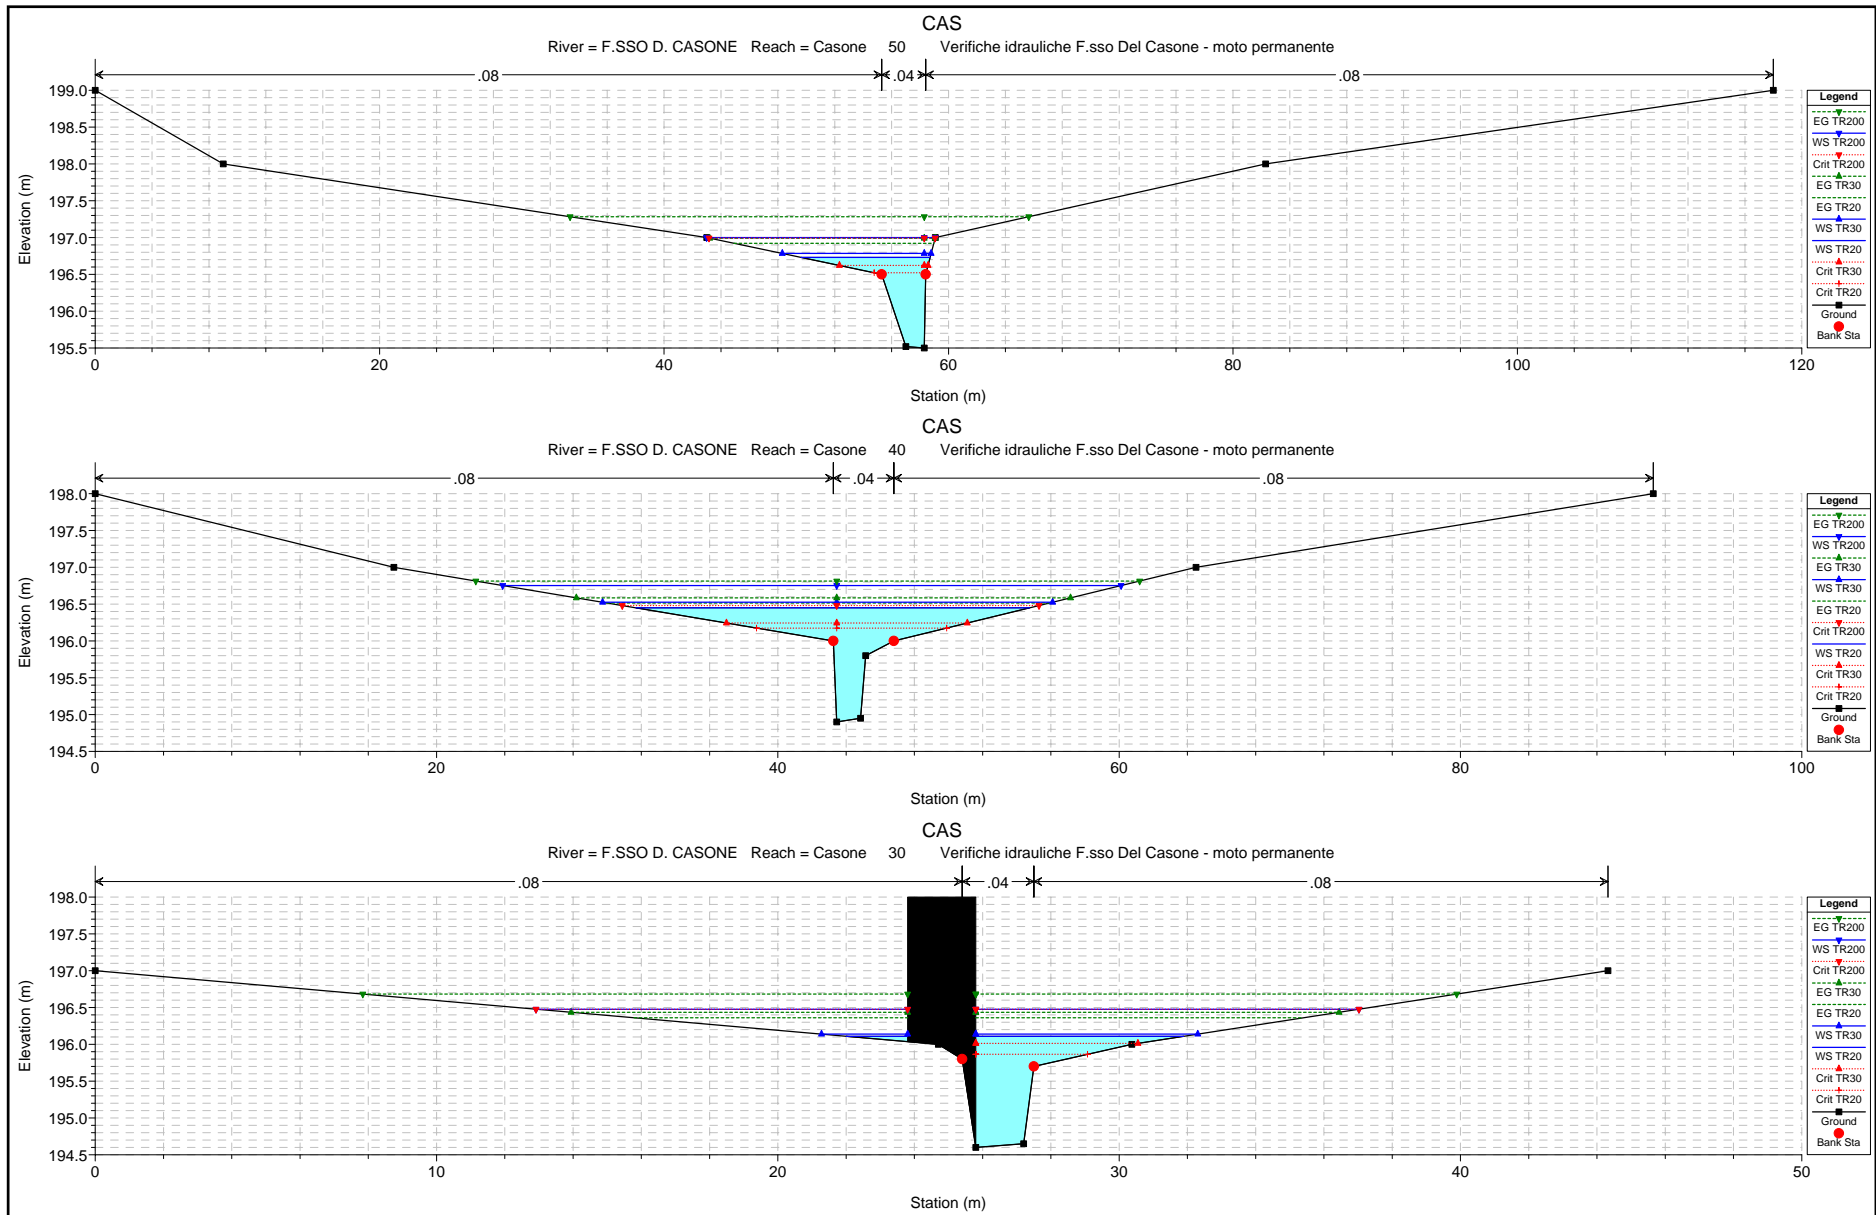 CAS
River = F.SSO D. CASONE Reach = Casone 50 Verifiche idrauliche F.sso Del Casone - moto permanente
.08 .04 .08
199.0
198.5
198.0
197.5
197.0
196.5
196.0
195.5
Elevation (m)
0 20 40 60 80 100 120
Station (m)
Legend
EG TR200
WS TR200
Crit TR200
EG TR30
EG TR20
WS TR30
WS TR20
Crit TR30
Crit TR20
Ground
Bank Sta
CAS
River = F.SSO D. CASONE Reach = Casone 40 Verifiche idrauliche F.sso Del Casone - moto permanente
.08 .04 .08
198.0
197.5
197.0
196.5
196.0
195.5
195.0
194.5
Elevation (m)
0 20 40 60 80 100
Station (m)
Legend
EG TR200
WS TR200
EG TR30
WS TR30
EG TR20
Crit TR200
WS TR20
Crit TR30
Crit TR20
Ground
Bank Sta
CAS
River = F.SSO D. CASONE Reach = Casone 30 Verifiche idrauliche F.sso Del Casone - moto permanente
.08 .04 .08
198.0
197.5
197.0
196.5
196.0
195.5
195.0
194.5
Elevation (m)
0 10 20 30 40 50
Station (m)
Legend
EG TR200
WS TR200
Crit TR200
EG TR30
EG TR20
WS TR30
WS TR20
Crit TR30
Crit TR20
Ground
Bank Sta